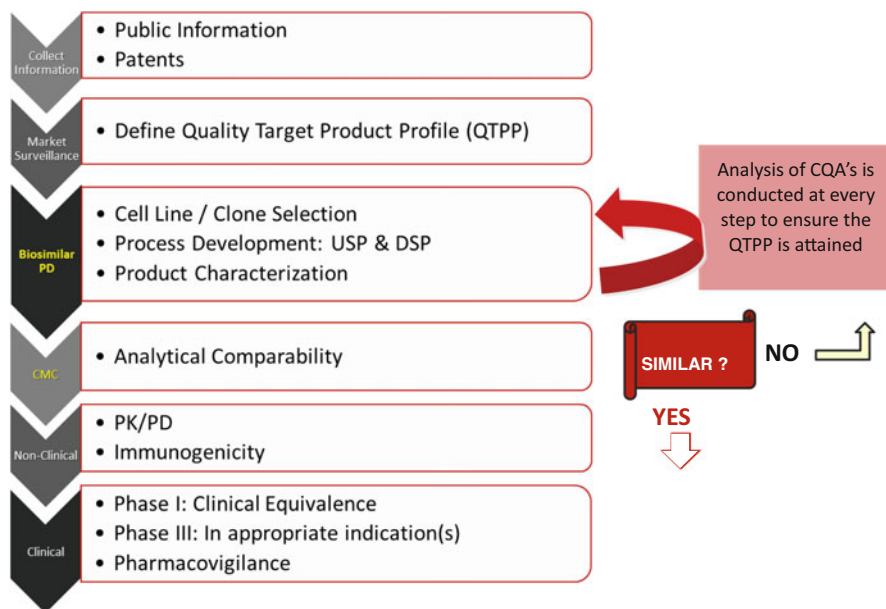 Collect
Information
• Public Information
• Patents
Market
Surveillance
• Define Quality Target Product Profile (QTPP)
Biosimilar
PD
• Cell Line / Clone Selection
• Process Development: USP & DSP
• Product Characterization
Analysis of CQA's is
conducted at every
step to ensure the
QTPP is attained
CMC
• Analytical Comparability
SIMILAR ?
NO
YES
Non-Clinical
• PK/PD
• Immunogenicity
Clinical
• Phase I: Clinical Equivalence
• Phase III: In appropriate indication(s)
• Pharmacovigilance